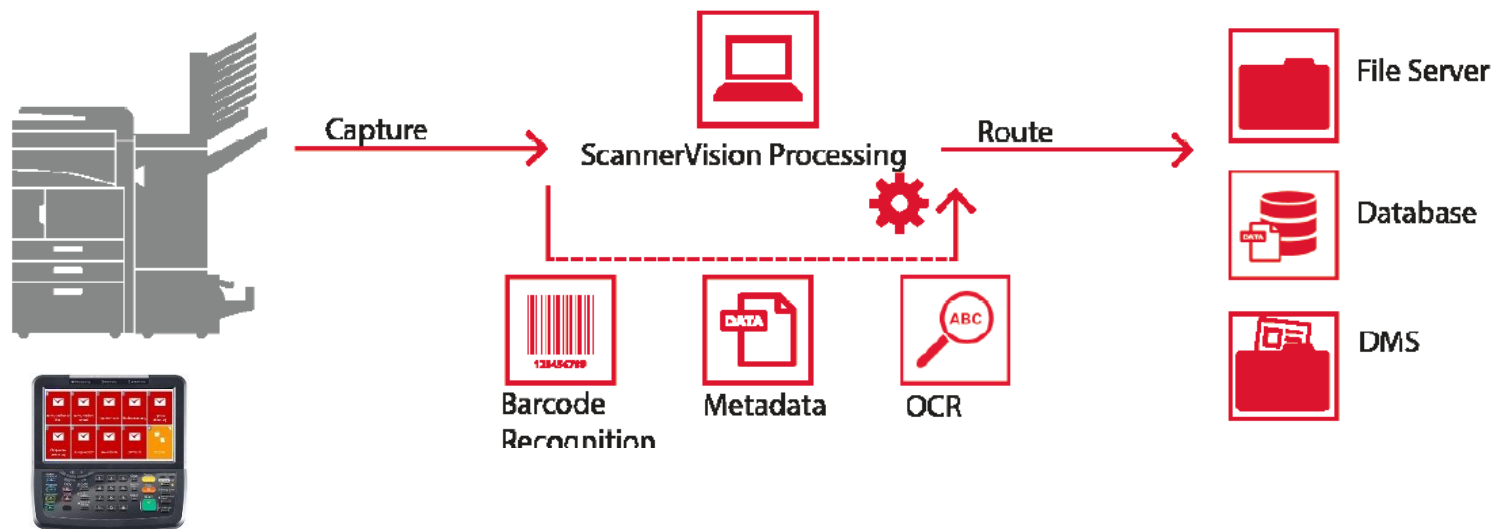 Capture
ScannerVision Processing
Route
File Server
Database
DATA
DMS
123456789
DATA
ABC
Barcode
Recognition
Metadata
OCR